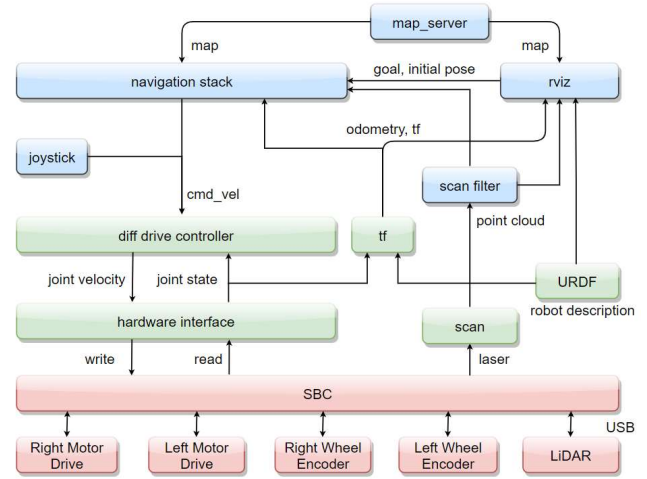 map_server
map
map
navigation stack
goal, initial pose
rviz
odometry, tf
joystick
scan filter
cmd_vel
point cloud
diff drive controller
tf
joint velocity
joint state
URDF
robot description
hardware interface
scan
write
read
laser
SBC
USB
Right Motor
Drive
Left Motor
Drive
Right Wheel
Encoder
Left Wheel
Encoder
LiDAR